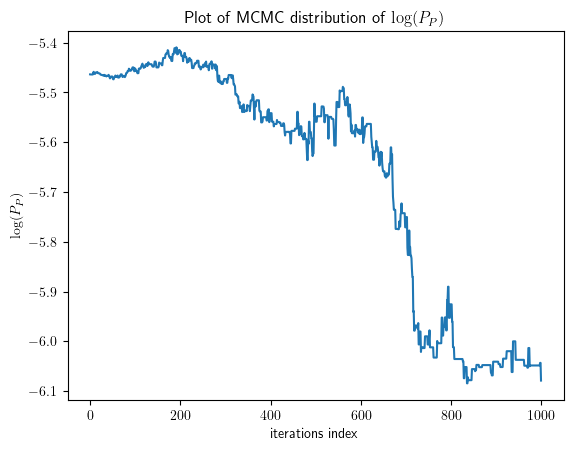 Plot of MCMC distribution of log(P_P)
−5.4
−5.5
−5.6
−5.7
−5.8
−5.9
−6.0
−6.1
log(P_P)
0 200 400 600 800 1000
iterations index